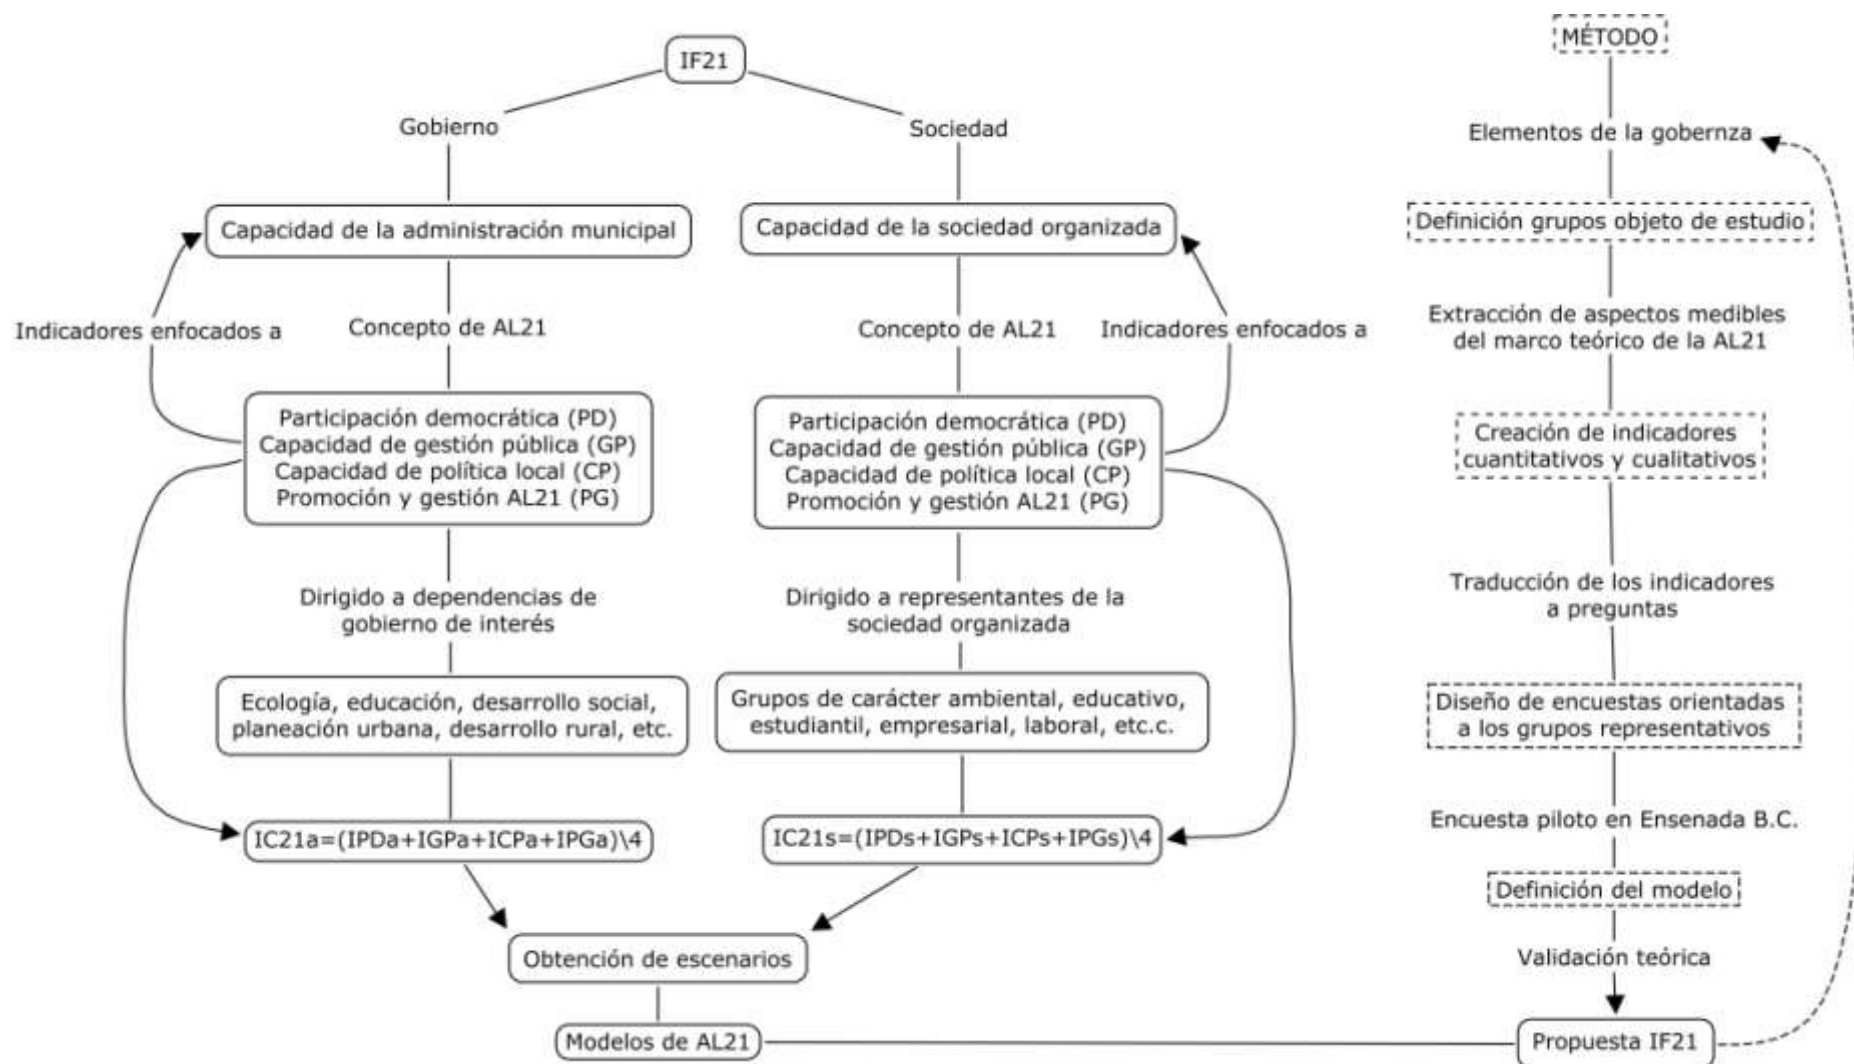 IF21
Gobierno
Sociedad
Capacidad de la administración municipal
Capacidad de la sociedad organizada
Indicadores enfocados a
Concepto de AL21
Concepto de AL21
Indicadores enfocados a
Participación democrática (PD)
Capacidad de gestión pública (GP)
Capacidad de política local (CP)
Promoción y gestión AL21 (PG)
Participación democrática (PD)
Capacidad de gestión pública (GP)
Capacidad de política local (CP)
Promoción y gestión AL21 (PG)
Dirigido a dependencias de
gobierno de interés
Dirigido a representantes de la
sociedad organizada
Ecología, educación, desarrollo social,
planeación urbana, desarrollo rural, etc.
Grupos de carácter ambiental, educativo,
estudiantil, empresarial, laboral, etc.c.
IC21a=(IPDa+IGPa+ICPa+IPGa)\4
IC21s=(IPDs+IGPs+ICPs+IPGs)\4
Obtención de escenarios
Modelos de AL21
MÉTODO
Elementos de la gobernza
Definición grupos objeto de estudio
Extracción de aspectos medibles
del marco teórico de la AL21
Creación de indicadores
cuantitativos y cualitativos
Traducción de los indicadores
a preguntas
Diseño de encuestas orientadas
a los grupos representativos
Encuesta piloto en Ensenada B.C.
Definición del modelo
Validación teórica
Propuesta IF21